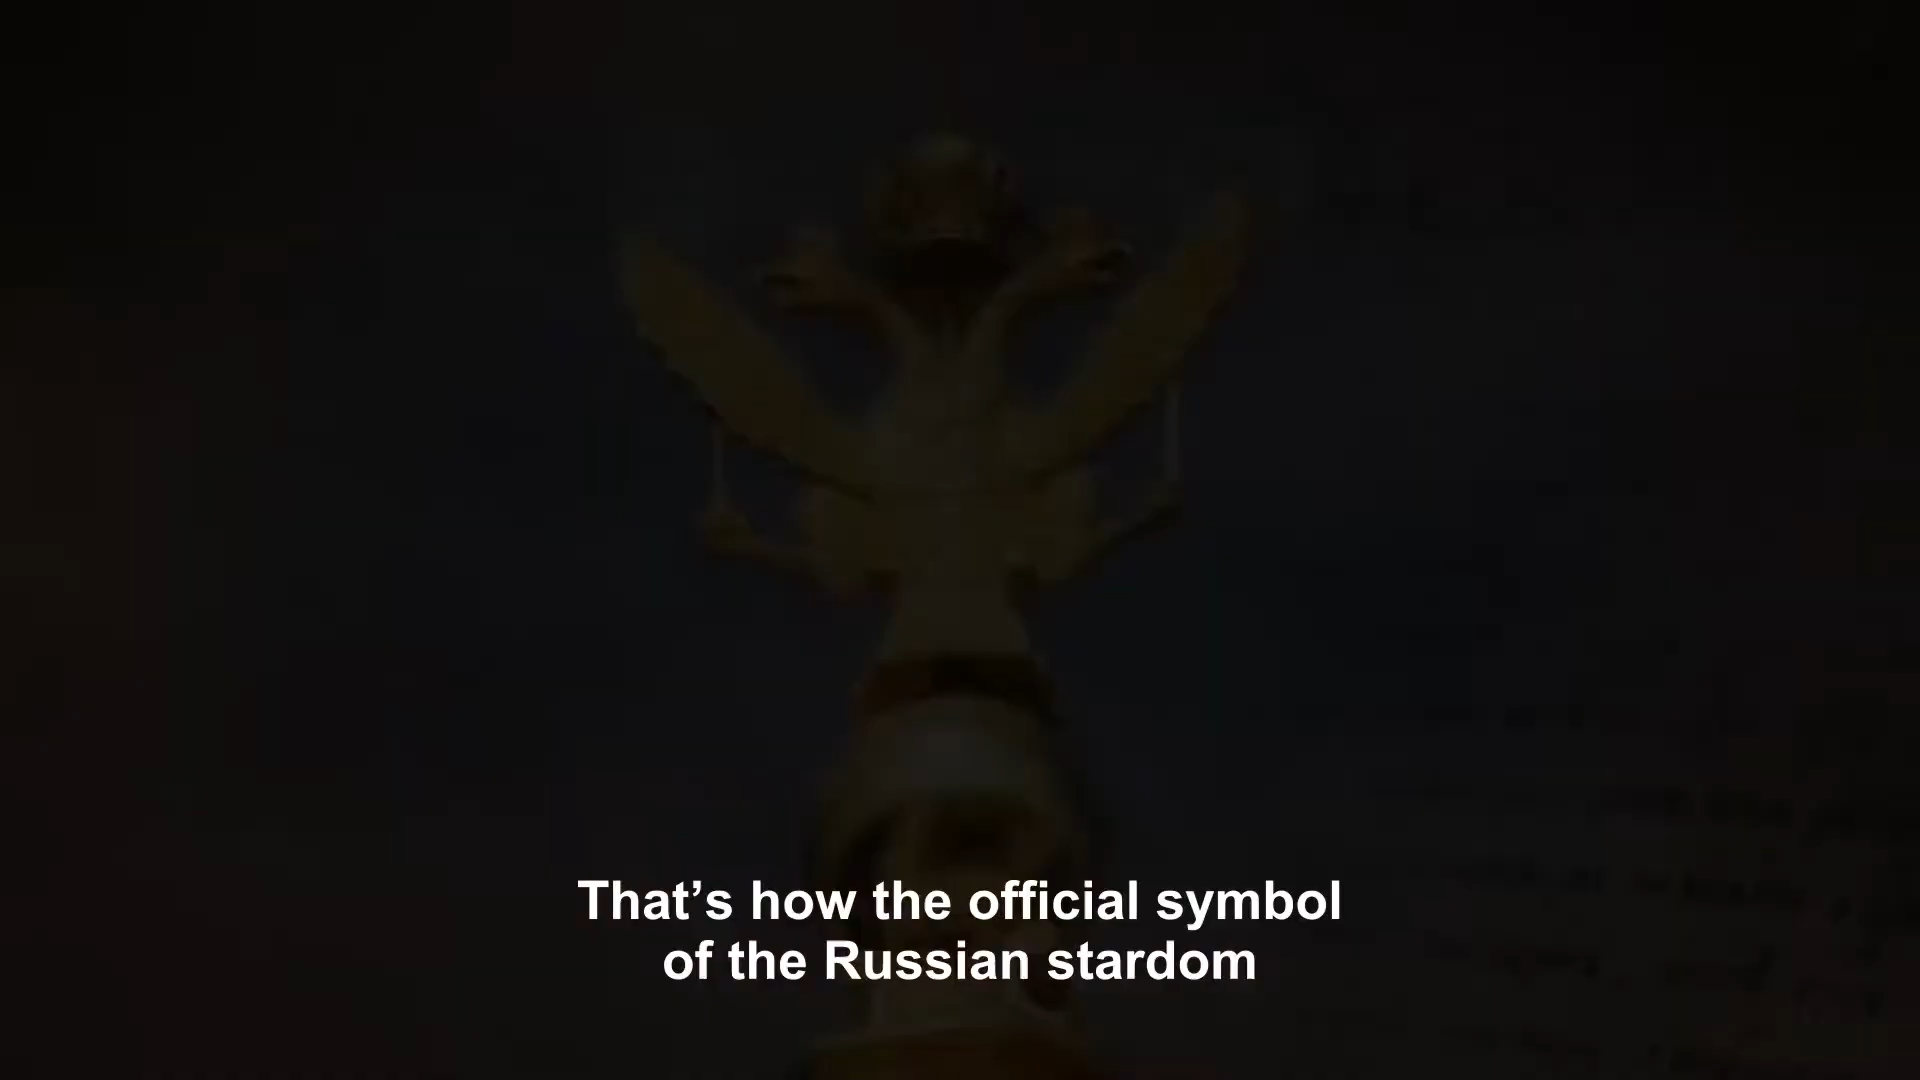 That’s how the official symbol
of the Russian stardom